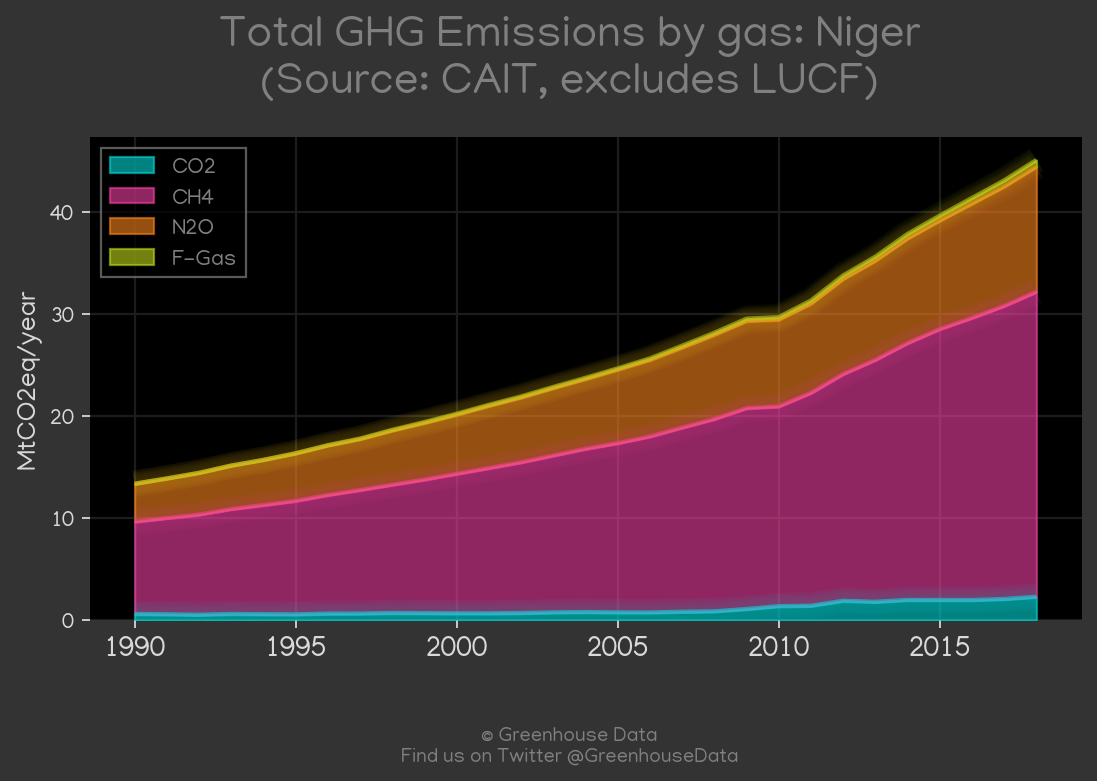 Total GHG Emissions by gas: Niger
(Source: CAIT, excludes LUCF)
CO2
CH4
N2O
F-Gas
MtCO2eq/year
40
30
20
10
0
1990 1995 2000 2005 2010 2015
© Greenhouse Data
Find us on Twitter @GreenhouseData